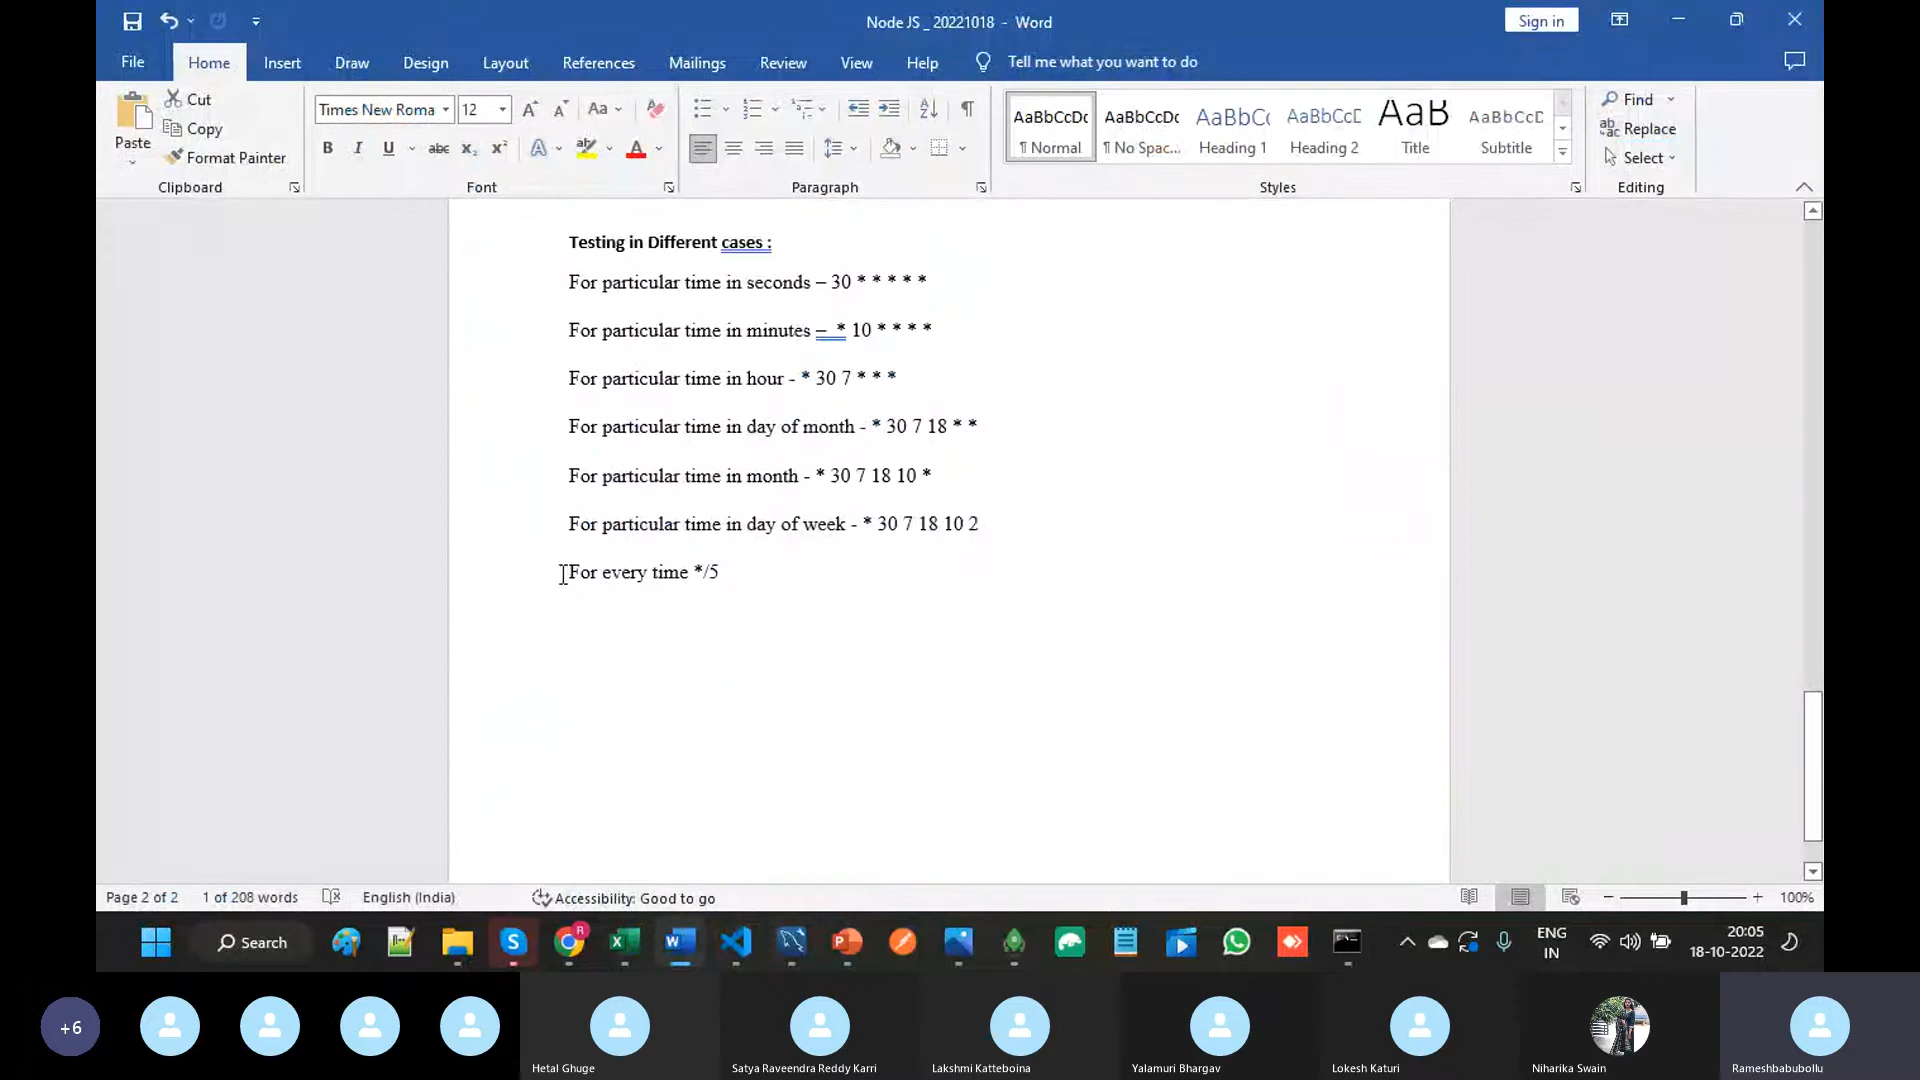 Node JS _ 20221018 - Word
Sign in
File Home Insert Draw Design Layout References Mailings Review View Help Tell me what you want to do
Paste
Cut
Copy
Format Painter
Clipboard
Times New Roma 12
Font
Paragraph
AaBbCcDc AaBbCcDc AaBbCc AaBbCcD AaB AaBbCcD
¶ Normal ¶ No Spac... Heading 1 Heading 2 Title Subtitle
Styles
Find
Replace
Select
Editing
Testing in Different cases :
For particular time in seconds – 30 * * * * *
For particular time in minutes – * 10 * * * *
For particular time in hour - * 30 7 * * *
For particular time in day of month - * 30 7 18 * *
For particular time in month - * 30 7 18 10 *
For particular time in day of week - * 30 7 18 10 2
For every time */5
Page 2 of 2 1 of 208 words English (India) Accessibility: Good to go 100%
Search
ENG
IN
20:05
18-10-2022
+6
Hetal Ghuge
Satya Raveendra Reddy Karri
Lakshmi Katteboina
Yalamuri Bhargav
Lokesh Katuri
Niharika Swain
Rameshbabubollu